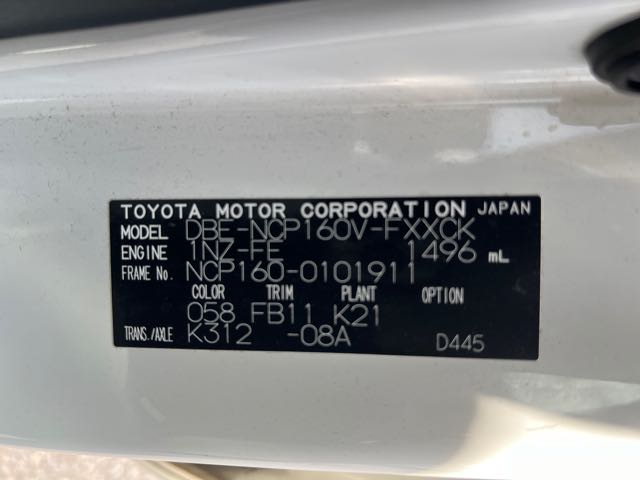 TOYOTA MOTOR CORPORATION JAPAN
MODEL DBE-NCP160V-FXXCK
ENGINE 1NZ-FE 1496 mL
FRAME No. NCP160-0101911
COLOR TRIM PLANT OPTION
058 FB11 K21
TRANS./AXLE K312 -08A D445